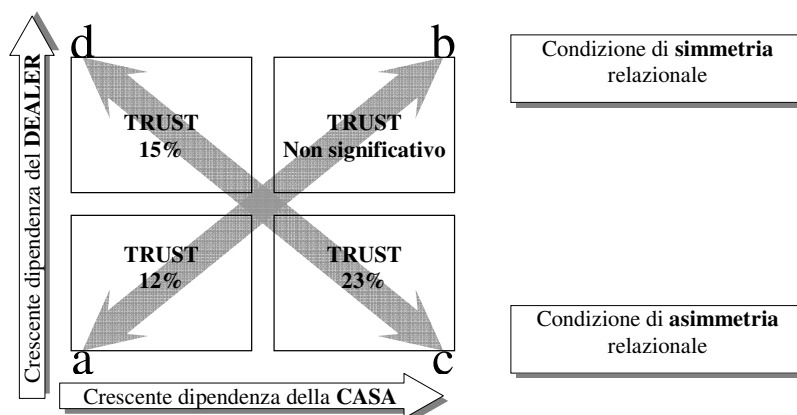 Crescente dipendenza del DEALER
d
b
TRUST
15%
TRUST
Non significativo
TRUST
12%
TRUST
23%
a
c
Crescente dipendenza della CASA
Condizione di simmetria
relazionale
Condizione di asimmetria
relazionale